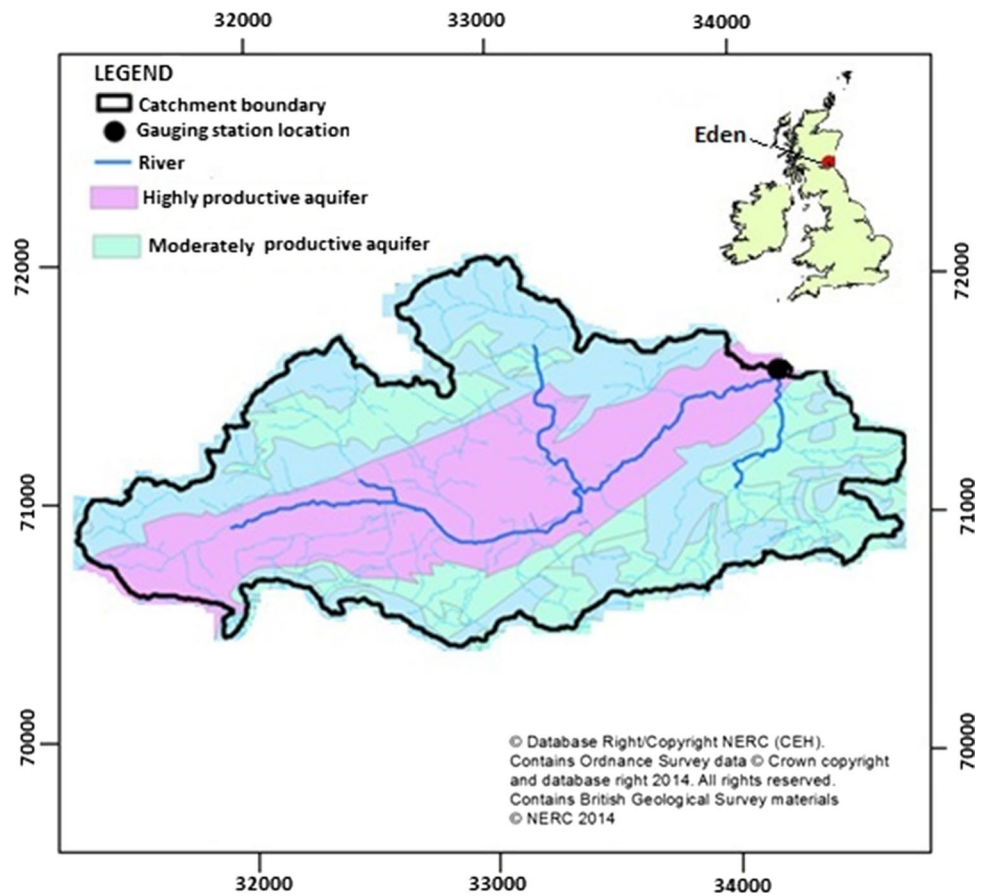 32000 33000 34000
LEGEND
Catchment boundary
Gauging station location
River
Highly productive aquifer
Moderately productive aquifer
Eden
72000
72000
71000
71000
70000
70000
© Database Right/Copyright NERC (CEH).
Contains Ordnance Survey data © Crown copyright
and database right 2014. All rights reserved.
Contains British Geological Survey materials
© NERC 2014
32000 33000 34000